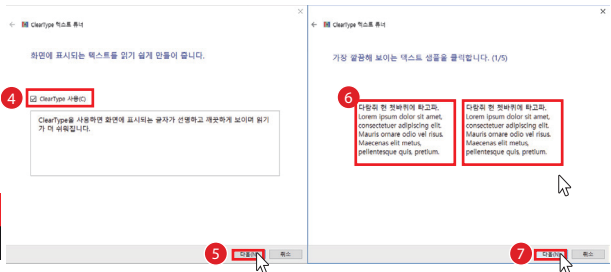 ClearType 텍스트 튜너
화면에 표시되는 텍스트를 읽기 쉽게 만들어 줍니다.
4
ClearType 사용(C)
ClearType을 사용하면 화면에 표시되는 글자가 선명하고 깨끗하게 보이며 읽기
가 더 쉬워집니다.
5
다음(N)
취소
ClearType 텍스트 튜너
가장 깔끔해 보이는 텍스트 샘플을 클릭합니다. (1/5)
6
다람쥐 헌 쳇바퀴에 타고파.
Lorem ipsum dolor sit amet,
consectetuer adipiscing elit.
Mauris ornare odio vel risus.
Maecenas elit metus,
pellentesque quis, pretium.
다람쥐 헌 쳇바퀴에 타고파.
Lorem ipsum dolor sit amet,
consectetuer adipiscing elit.
Mauris ornare odio vel risus.
Maecenas elit metus,
pellentesque quis, pretium.
7
다음(N)
취소